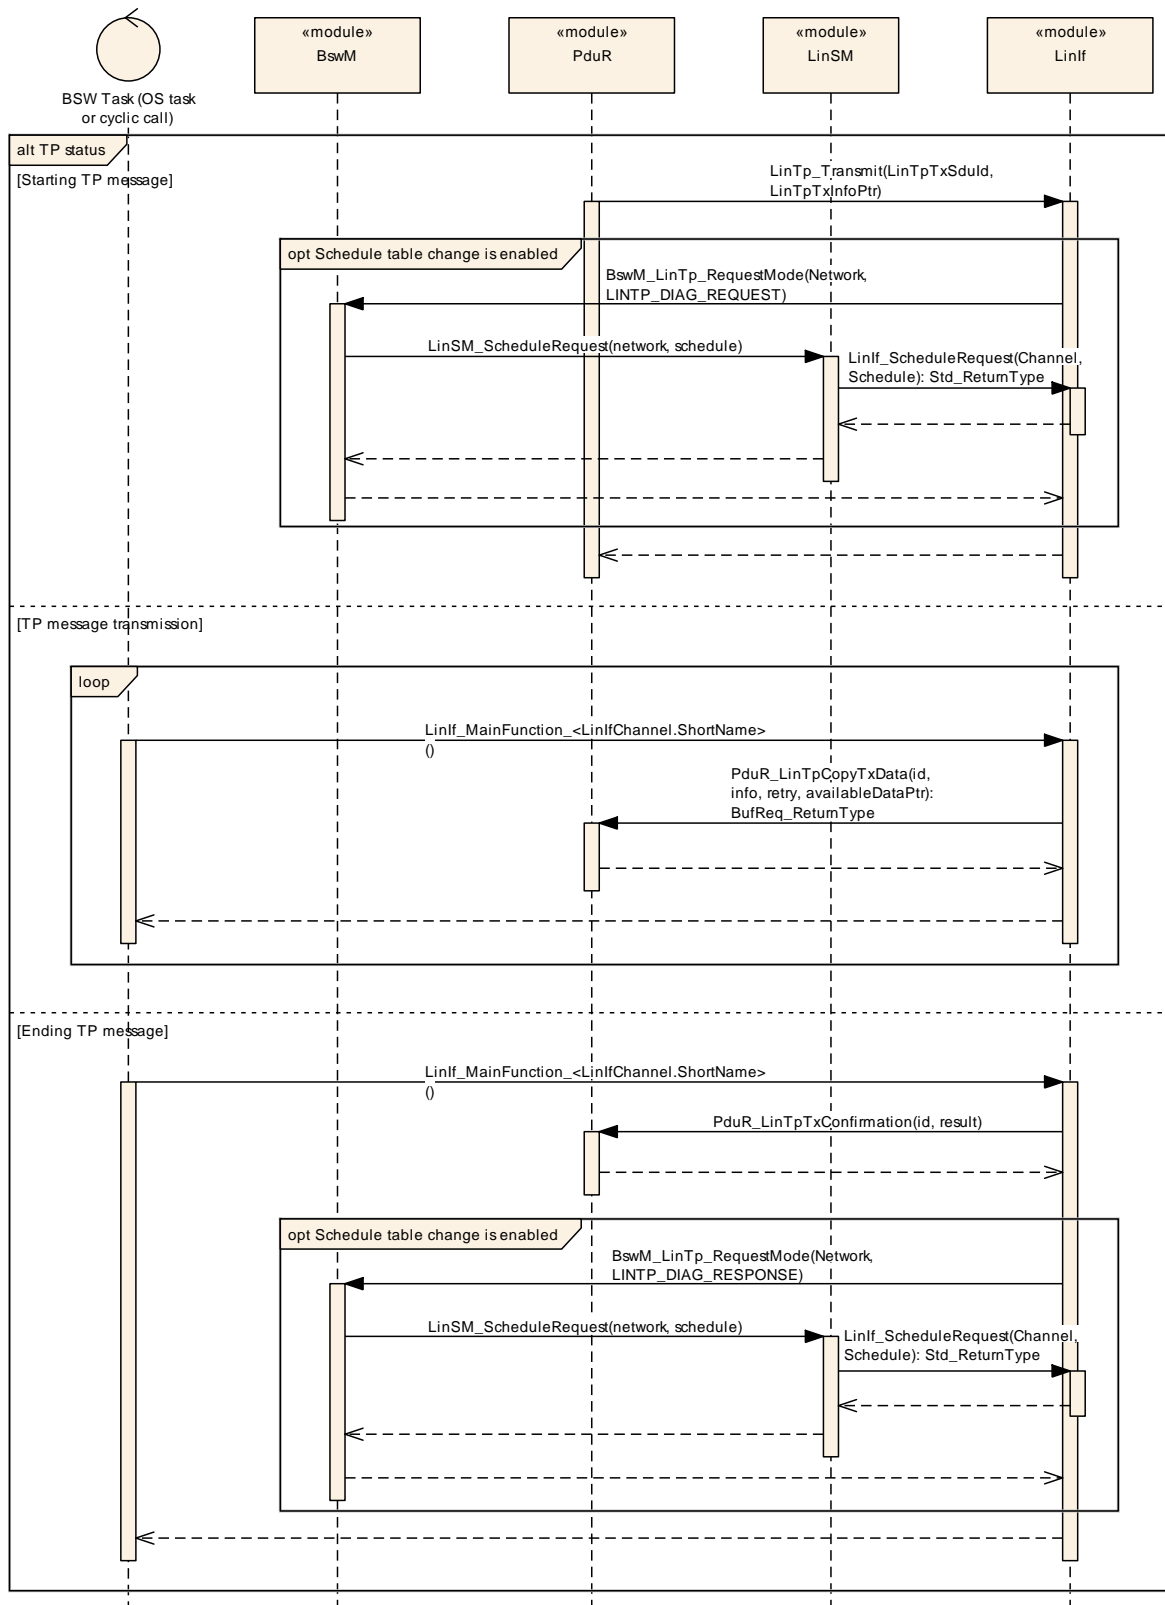 BSW Task (OS task
or cyclic call)
«module»
BswM
«module»
PduR
«module»
LinSM
«module»
LinIf
alt TP status
[Starting TP message]
LinTp_Transmit(LinTpTxSduId,
LinTpTxInfoPtr)
opt Schedule table change is enabled
BswM_LinTp_RequestMode(Network,
LINTP_DIAG_REQUEST)
LinSM_ScheduleRequest(network, schedule)
LinIf_ScheduleRequest(Channel,
Schedule): Std_ReturnType
[TP message transmission]
loop
LinIf_MainFunction_<LinIfChannel.ShortName>
()
PduR_LinTpCopyTxData(id,
info, retry, availableDataPtr):
BufReq_ReturnType
[Ending TP message]
LinIf_MainFunction_<LinIfChannel.ShortName>
()
PduR_LinTpTxConfirmation(id, result)
opt Schedule table change is enabled
BswM_LinTp_RequestMode(Network,
LINTP_DIAG_RESPONSE)
LinSM_ScheduleRequest(network, schedule)
LinIf_ScheduleRequest(Channel,
Schedule): Std_ReturnType